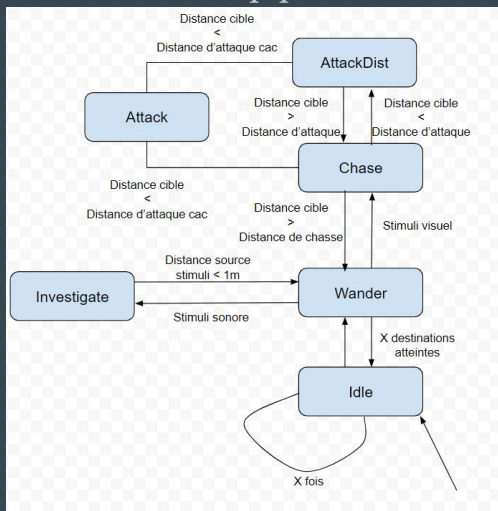 Distance cible
<
Distance d'attaque cac
AttackDist
Attack
Distance cible
>
Distance d'attaque
Distance cible
<
Distance d'attaque
Chase
Distance cible
<
Distance d'attaque cac
Distance cible
>
Distance de chasse
Stimuli visuel
Distance source
stimuli < 1m
Investigate
Wander
Stimuli sonore
X destinations
atteintes
Idle
X fois